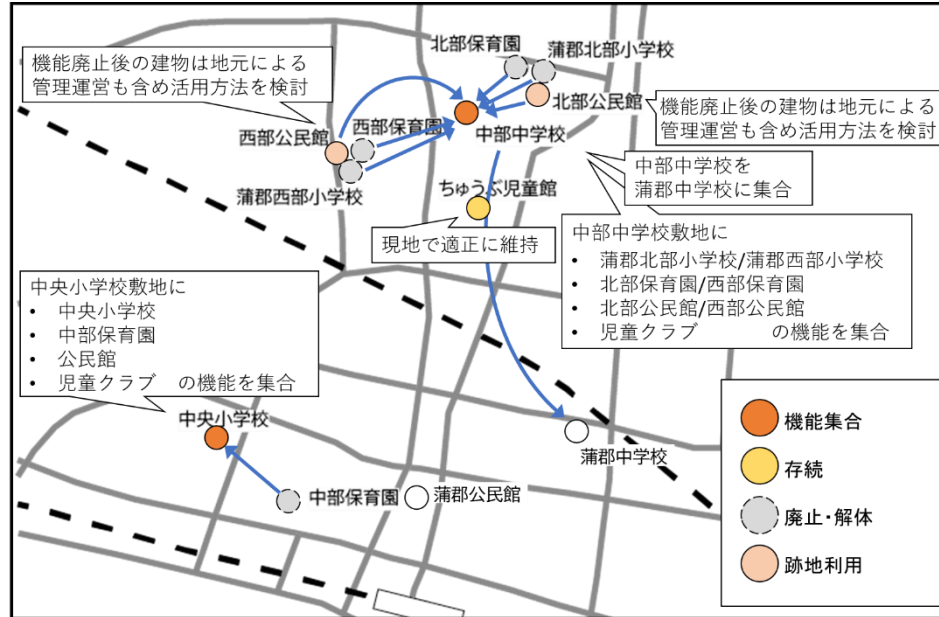 北部保育園
蒲郡北部小学校
機能廃止後の建物は地元による
管理運営も含め活用方法を検討
北部公民館
機能廃止後の建物は地元による
管理運営も含め活用方法を検討
西部公民館
西部保育園
中部中学校
蒲郡西部小学校
中部中学校を
蒲郡中学校に集合
ちゅうぶ児童館
現地で適正に維持
中部中学校敷地に
• 蒲郡北部小学校/蒲郡西部小学校
• 北部保育園/西部保育園
• 北部公民館/西部公民館
• 児童クラブ の機能を集合
中央小学校敷地に
• 中央小学校
• 中部保育園
• 公民館
• 児童クラブ の機能を集合
中央小学校
蒲郡中学校
中部保育園
蒲郡公民館
機能集合
存続
廃止・解体
跡地利用